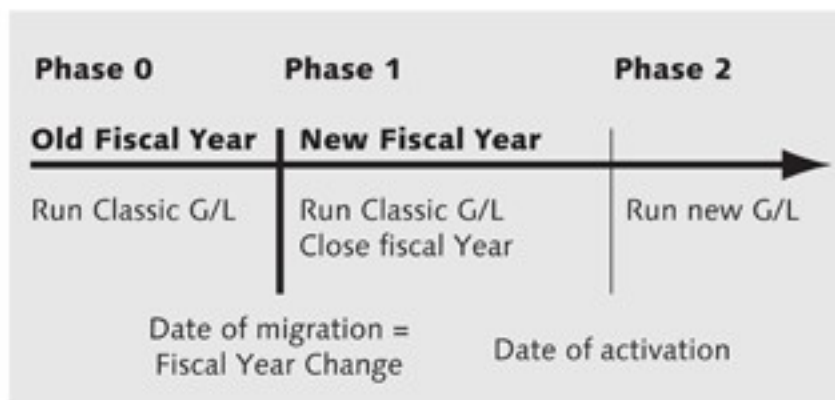 Phase 0 Phase 1 Phase 2
Old Fiscal Year New Fiscal Year
Run Classic G/L Run Classic G/L Run new G/L
Close fiscal Year
Date of migration =
Fiscal Year Change
Date of activation